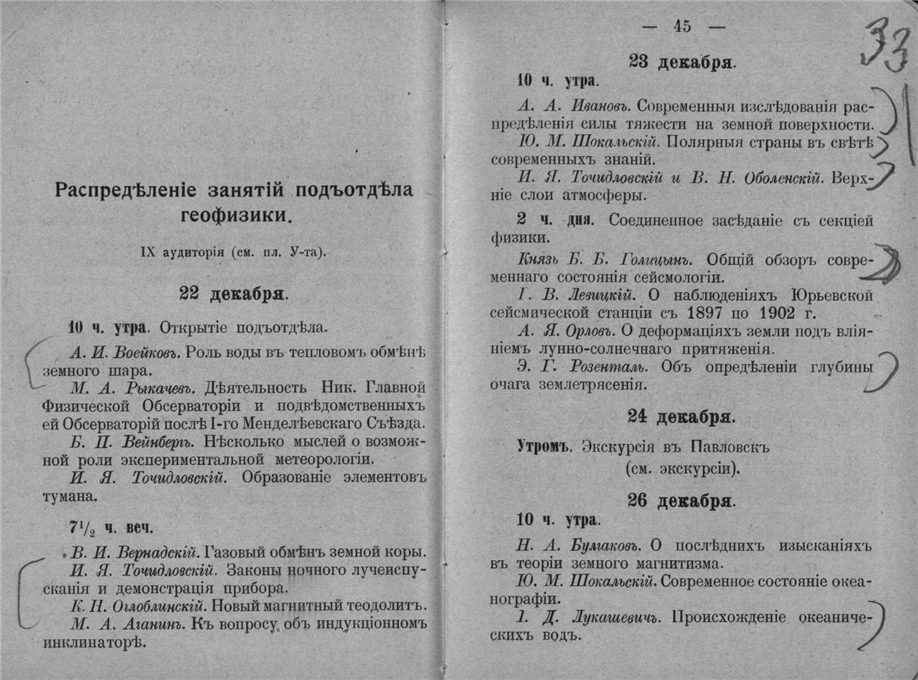 Распредѣленіе занятій подъотдѣла
геофизики.
IX аудиторія (см. пл. У-та).
22 декабря.
10 ч. утра. Открытіе подъотдѣла.
А. И. Воейковъ. Роль воды въ тепловомъ обмѣнѣ
земного шара.
М. А. Рыкачевъ. Дѣятельность Ник. Главной
Физической Обсерваторіи и подвѣдомственныхъ
ей Обсерваторій послѣ I-го Менделѣевскаго Съѣзда.
Б. П. Вейнбергъ. Нѣсколько мыслей о возмож-
ной роли экспериментальной метеорологіи.
И. Я. Точидловскій. Образованіе элементовъ
тумана.
7 1/2 ч. веч.
В. И. Вернадскій. Газовый обмѣнъ земной коры.
И. Я. Точидловскій. Законы ночного лучеиспу-
сканія и демонстрація прибора.
К. Н. Оглоблинскій. Новый магнитный теодолитъ.
М. А. Аганинъ. Къ вопросу объ индукціонномъ
инклинаторѣ.
— 45 —
33
23 декабря.
10 ч. утра.
А. А. Ивановъ. Современныя изслѣдованія рас-
предѣленія силы тяжести на земной поверхности.
Ю. М. Шокальскій. Полярныя страны въ свѣтѣ
современныхъ знаній.
И. Я. Точидловскій и В. Н. Оболенскій. Верх-
ніе слои атмосферы.
2 ч. дня. Соединенное засѣданіе съ секціей
физики.
Князь Б. Б. Голицынъ. Общій обзоръ совре-
меннаго состоянія сейсмологіи.
Г. В. Левицкій. О наблюденіяхъ Юрьевской
сейсмической станціи съ 1897 по 1902 г.
А. Я. Орловъ. О деформаціяхъ земли подъ влія-
ніемъ лунно-солнечнаго притяженія.
Э. Г. Розенталь. Объ опредѣленіи глубины
очага землетрясенія.
24 декабря.
Утромъ. Экскурсія въ Павловскъ
(см. экскурсіи).
26 декабря.
10 ч. утра.
Н. А. Булгаковъ. О послѣднихъ изысканіяхъ
въ теоріи земного магнитизма.
Ю. М. Шокальскій. Современное состояніе океа-
нографіи.
І. Д. Лукашевичъ. Происхожденіе океаниче-
скихъ водъ.